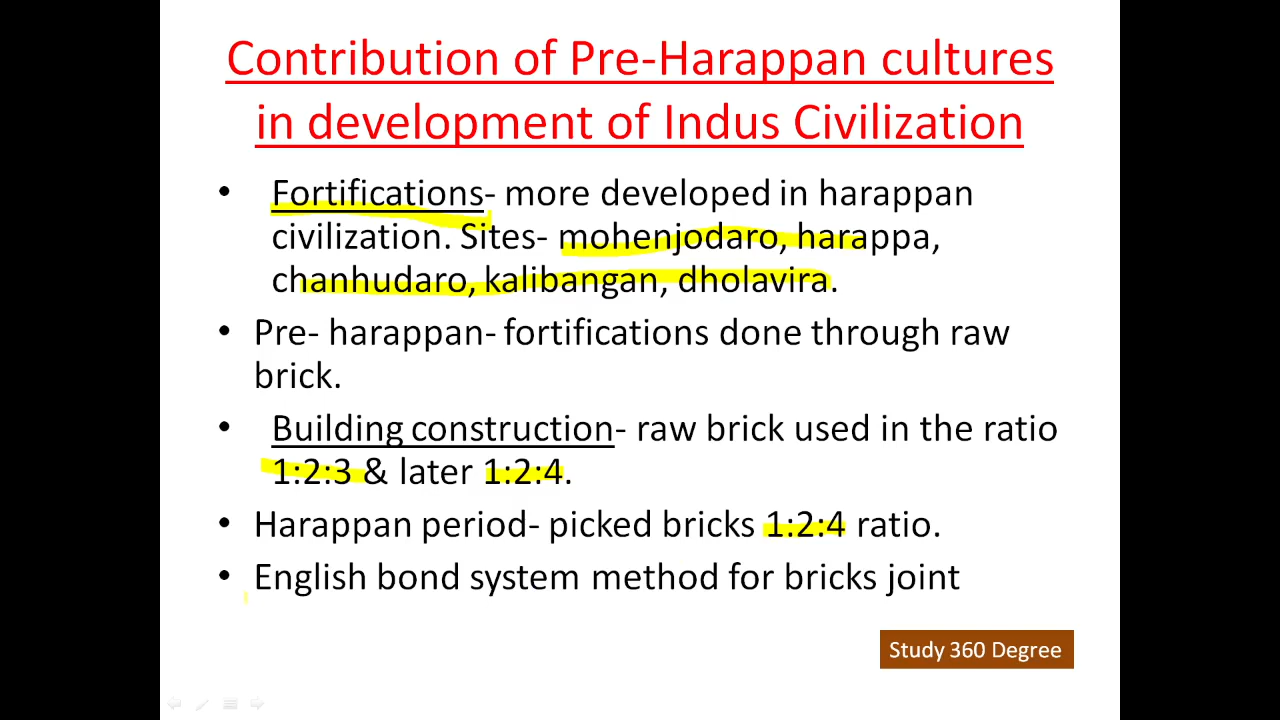 Contribution of Pre-Harappan cultures
in development of Indus Civilization
• Fortifications- more developed in harappan
civilization. Sites- mohenjodaro, harappa,
chanhudaro, kalibangan, dholavira.
• Pre- harappan- fortifications done through raw
brick.
• Building construction- raw brick used in the ratio
1:2:3 & later 1:2:4.
• Harappan period- picked bricks 1:2:4 ratio.
• English bond system method for bricks joint
Study 360 Degree